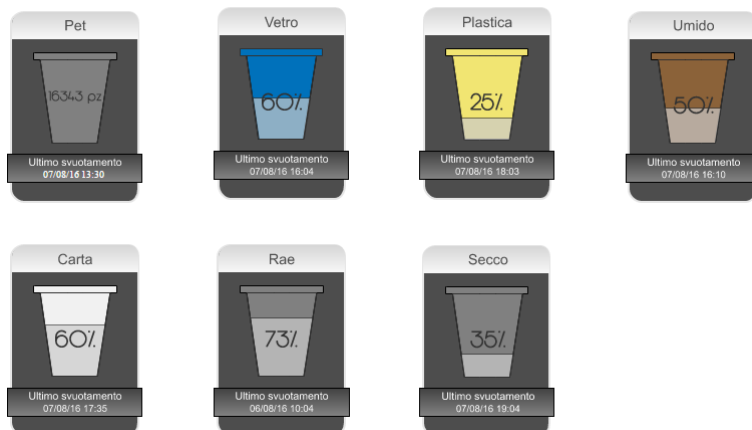 Pet
16343 pz
Ultimo svuotamento
07/08/16 13:30
Vetro
60%
Ultimo svuotamento
07/08/16 16:04
Plastica
25%
Ultimo svuotamento
07/08/16 18:03
Umido
50%
Ultimo svuotamento
07/08/16 16:10
Carta
60%
Ultimo svuotamento
07/08/16 17:35
Rae
73%
Ultimo svuotamento
06/08/16 10:04
Secco
35%
Ultimo svuotamento
07/08/16 19:04